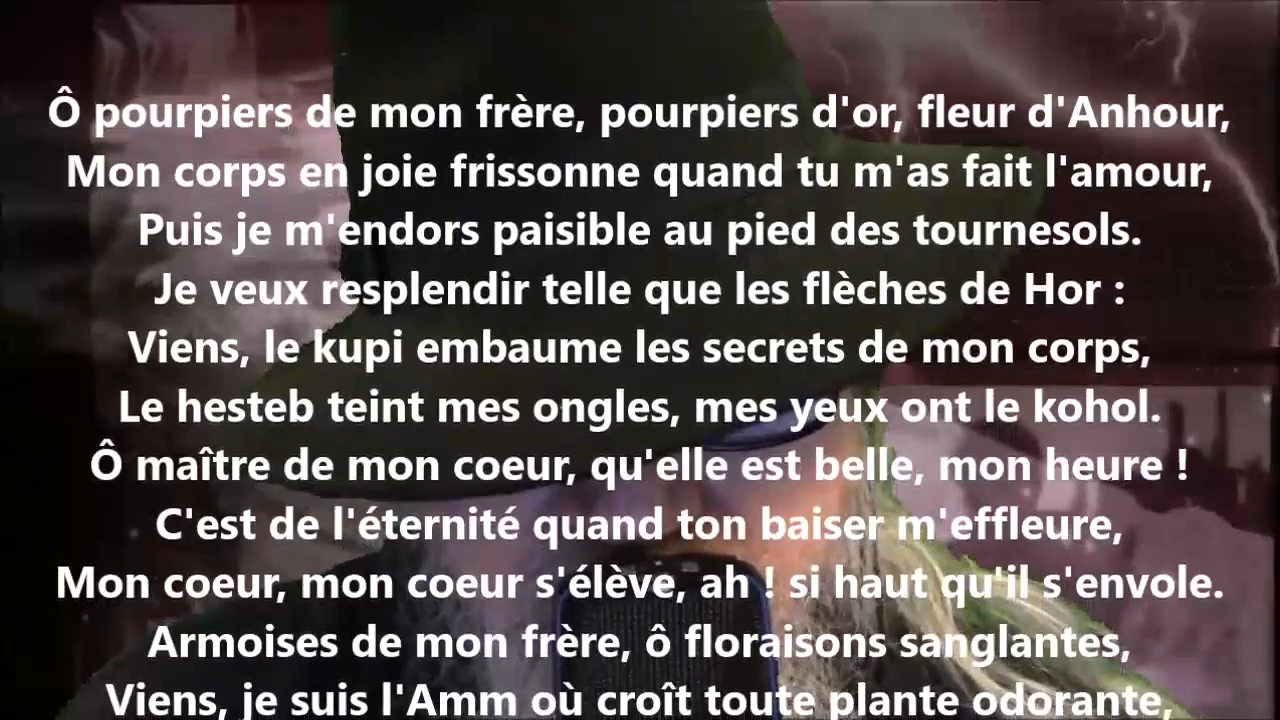 Ô pourpiers de mon frère, pourpiers d'or, fleur d'Anhour,
Mon corps en joie frissonne quand tu m'as fait l'amour,
Puis je m'endors paisible au pied des tournesols.
Je veux resplendir telle que les flèches de Hor :
Viens, le kupi embaume les secrets de mon corps,
Le hesteb teint mes ongles, mes yeux ont le kohol.
Ô maître de mon coeur, qu'elle est belle, mon heure !
C'est de l'éternité quand ton baiser m'effleure,
Mon coeur, mon coeur s'élève, ah ! si haut qu'il s'envole.
Armoises de mon frère, ô floraisons sanglantes,
Viens, je suis l'Amm où croît toute plante odorante,